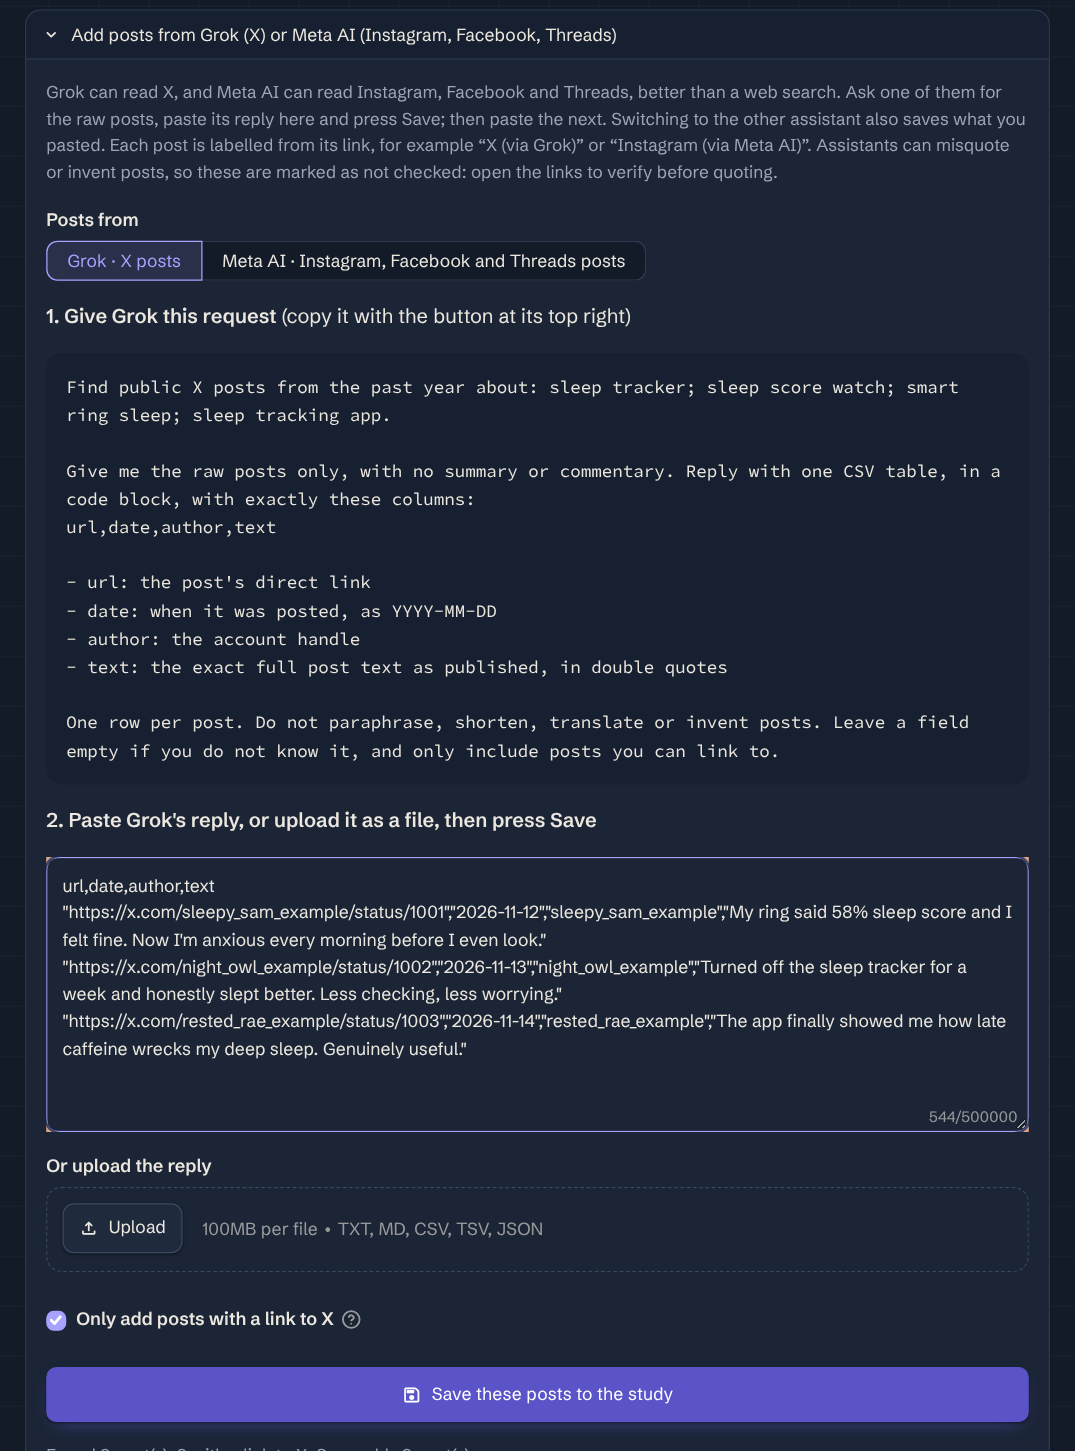 Add posts from Grok (X) or Meta AI (Instagram, Facebook, Threads)
Grok can read X, and Meta AI can read Instagram, Facebook and Threads, better than a web search. Ask one of them for
the raw posts, paste its reply here and press Save; then paste the next. Switching to the other assistant also saves what you
pasted. Each post is labelled from its link, for example “X (via Grok)” or “Instagram (via Meta AI)”. Assistants can misquote
or invent posts, so these are marked as not checked: open the links to verify before quoting.
Posts from
Grok · X posts
Meta AI · Instagram, Facebook and Threads posts
1. Give Grok this request (copy it with the button at its top right)
Find public X posts from the past year about: sleep tracker; sleep score watch; smart
ring sleep; sleep tracking app.
Give me the raw posts only, with no summary or commentary. Reply with one CSV table, in a
code block, with exactly these columns:
url,date,author,text
- url: the post's direct link
- date: when it was posted, as YYYY-MM-DD
- author: the account handle
- text: the exact full post text as published, in double quotes
One row per post. Do not paraphrase, shorten, translate or invent posts. Leave a field
empty if you do not know it, and only include posts you can link to.
2. Paste Grok's reply, or upload it as a file, then press Save
url,date,author,text
"https://x.com/sleepy_sam_example/status/1001","2026-11-12","sleepy_sam_example","My ring said 58% sleep score and I
felt fine. Now I'm anxious every morning before I even look."
"https://x.com/night_owl_example/status/1002","2026-11-13","night_owl_example","Turned off the sleep tracker for a
week and honestly slept better. Less checking, less worrying."
"https://x.com/rested_rae_example/status/1003","2026-11-14","rested_rae_example","The app finally showed me how late
caffeine wrecks my deep sleep. Genuinely useful."
544/500000
Or upload the reply
Upload
100MB per file • TXT, MD, CSV, TSV, JSON
Only add posts with a link to X
Save these posts to the study